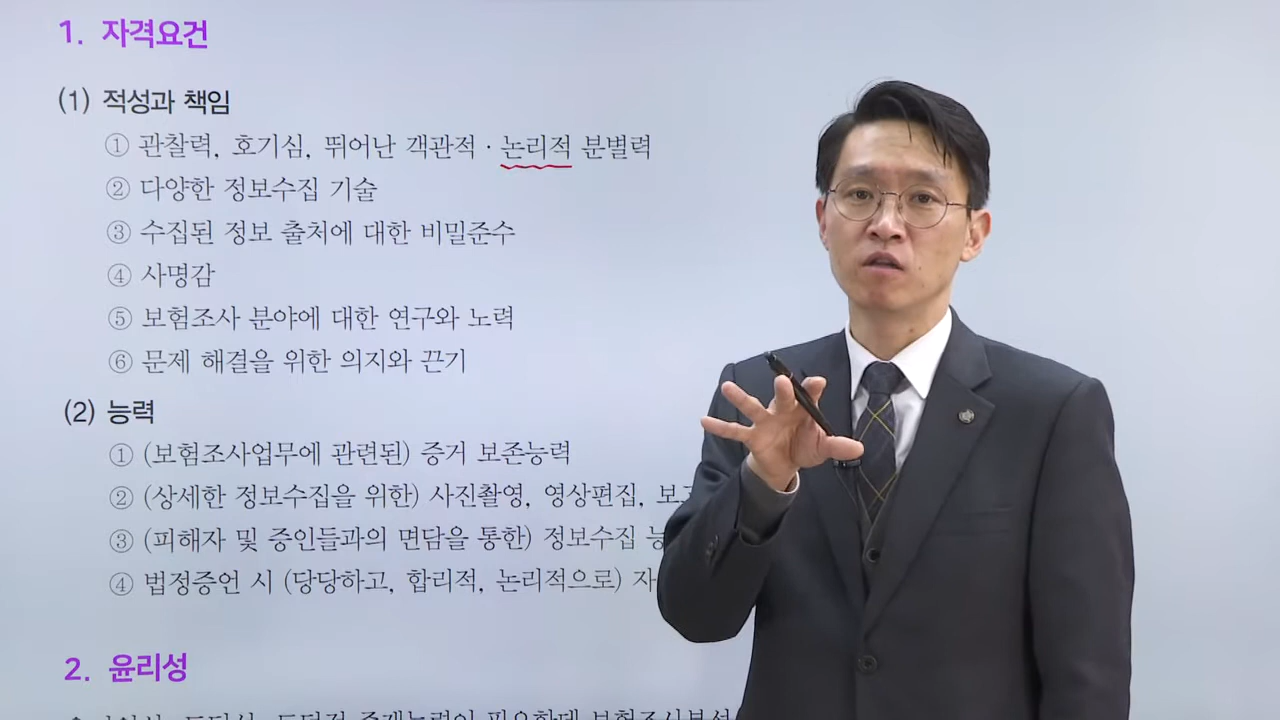 1. 자격요건
(1) 적성과 책임
① 관찰력, 호기심, 뛰어난 객관적 · 논리적 분별력
② 다양한 정보수집 기술
③ 수집된 정보 출처에 대한 비밀준수
④ 사명감
⑤ 보험조사 분야에 대한 연구와 노력
⑥ 문제 해결을 위한 의지와 끈기
(2) 능력
① (보험조사업무에 관련된) 증거 보존능력
② (상세한 정보수집을 위한) 사진촬영, 영상편집,
③ (피해자 및 증인들과의 면담을 통한) 정보수집
④ 법정증언 시 (당당하고, 합리적, 논리적으로)
2. 윤리성